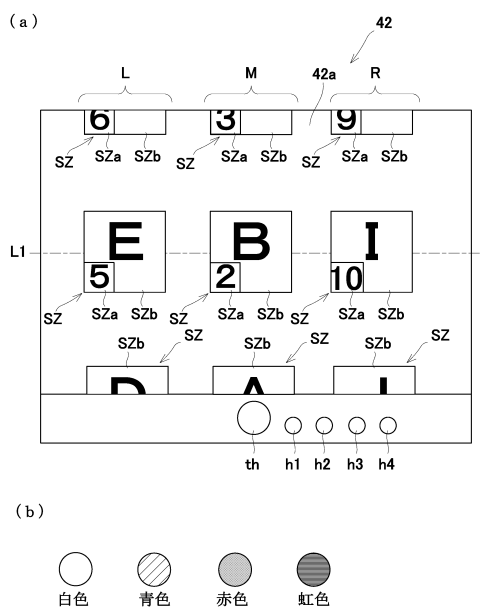 (a)
42
L M 42a R
6 3 9
SZ SZa SZb SZ SZa SZb SZ SZa SZb
L1
E B I
5 2 10
SZ SZa SZb SZ SZa SZb SZ SZa SZb
SZb SZ SZb SZ SZb SZ
D A J
th h1 h2 h3 h4
(b)
白色 青色 赤色 虹色